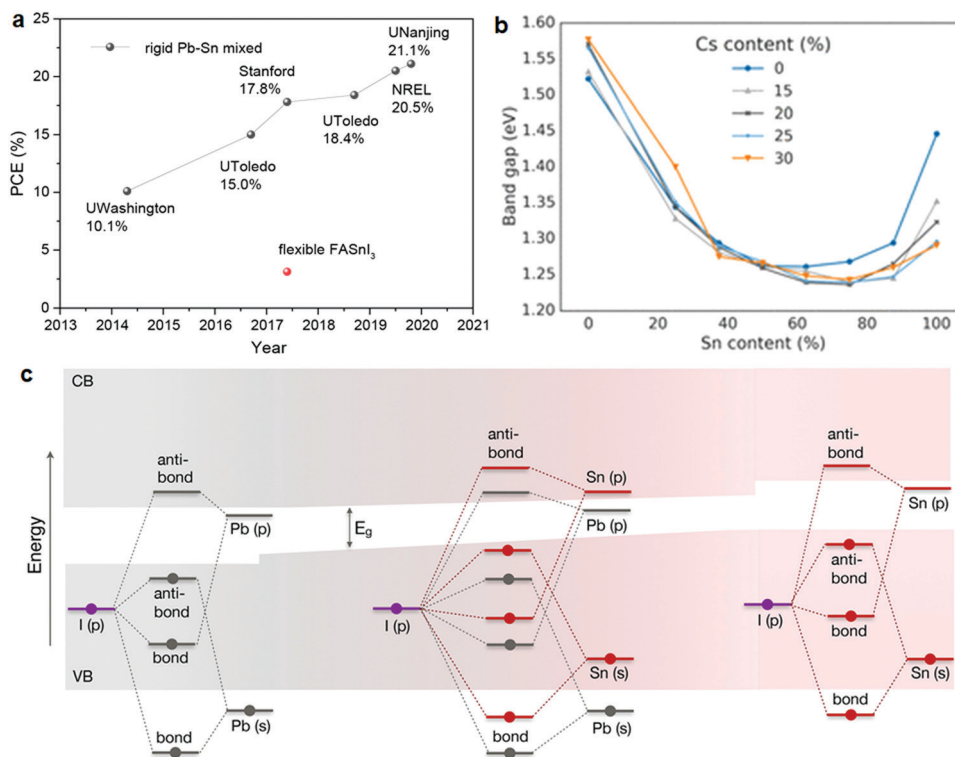 a
PCE (%)
25
20
15
10
5
0
rigid Pb-Sn mixed
UWashington
10.1%
UToledo
15.0%
Stanford
17.8%
UToledo
18.4%
NREL
20.5%
UNanjing
21.1%
flexible FASnI3
2013 2014 2015 2016 2017 2018 2019 2020 2021
Year
b
Band gap (eV)
1.60
1.55
1.50
1.45
1.40
1.35
1.30
1.25
1.20
Cs content (%)
0
15
20
25
30
0 20 40 60 80 100
Sn content (%)
c
CB
Energy
VB
anti-
bond
Pb (p)
anti-
bond
I (p)
bond
Pb (s)
bond
Eg
anti-
bond
Sn (p)
Pb (p)
I (p)
Sn (s)
Pb (s)
bond
anti-
bond
Sn (p)
anti-
bond
I (p)
bond
Sn (s)
bond